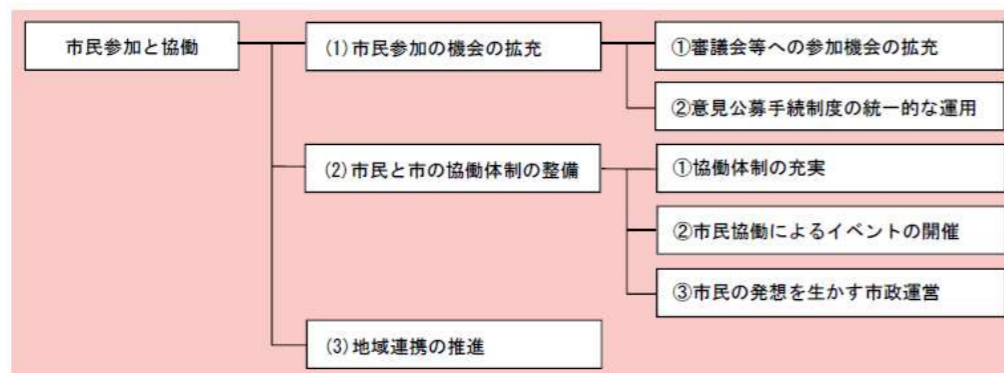 市民参加と協働
(1)市民参加の機会の拡充
①審議会等への参加機会の拡充
②意見公募手続制度の統一的な運用
(2)市民と市の協働体制の整備
①協働体制の充実
②市民協働によるイベントの開催
③市民の発想を生かす市政運営
(3)地域連携の推進